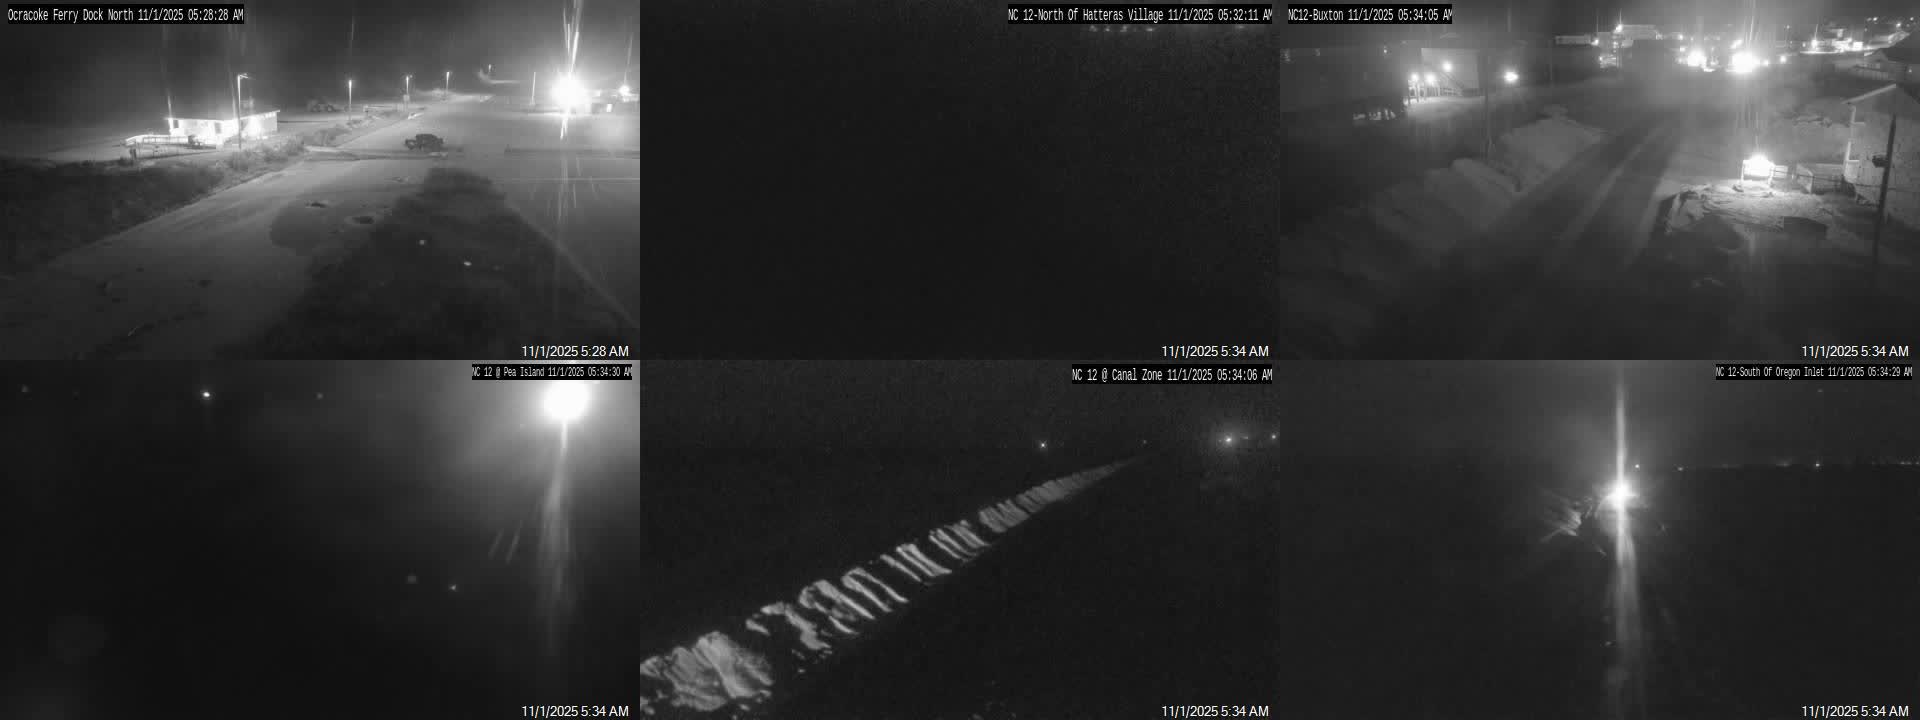 Ocracoke Ferry Dock North 11/1/2025 05:28:28 AM
NC 12-North Of Hatteras Village 11/1/2025 05:32:11 AM
NC12-Buxton 11/1/2025 05:34:05 AM
11/1/2025 5:28 AM
11/1/2025 5:34 AM
11/1/2025 5:34 AM
NC 12 @ Pea Island 11/1/2025 05:34:30 AM
NC 12 @ Canal Zone 11/1/2025 05:34:06 AM
NC 12-South Of Oregon Inlet 11/1/2025 05:34:29 AM
11/1/2025 5:34 AM
11/1/2025 5:34 AM
11/1/2025 5:34 AM